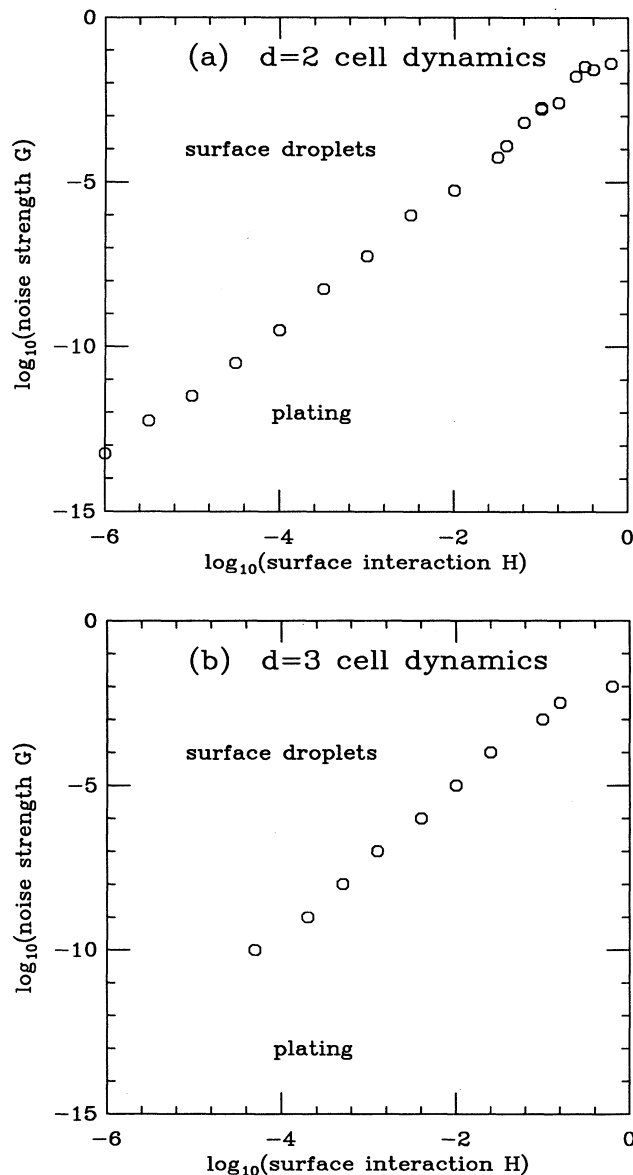 0
(a) d=2 cell dynamics
surface droplets
−5
log₁₀(noise strength G)
−10
plating
−15
−6
−4
−2
0
log₁₀(surface interaction H)
0
(b) d=3 cell dynamics
surface droplets
−5
log₁₀(noise strength G)
−10
plating
−15
−6
−4
−2
0
log₁₀(surface interaction H)